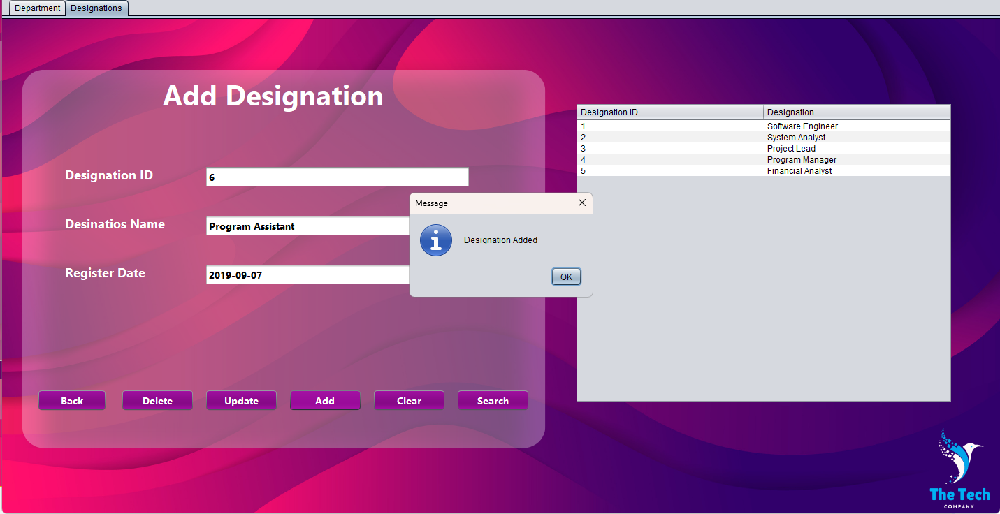 Department Designations
Add Designation
Designation ID
6
Desinatios Name
Program Assistant
Register Date
2019-09-07
Back Delete Update Add Clear Search
Message
Designation Added
OK
Designation ID Designation
1 Software Engineer
2 System Analyst
3 Project Lead
4 Program Manager
5 Financial Analyst
The Tech
COMPANY